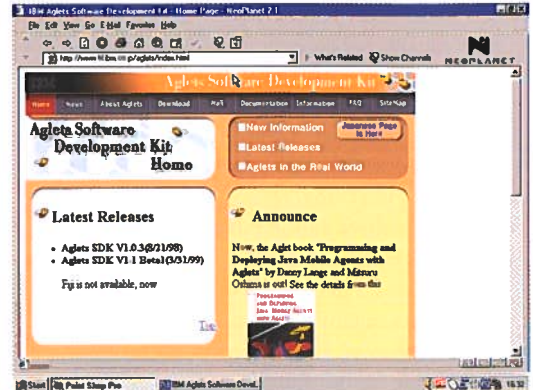 IBM Aglets Software Development Kit - Home Page - NeoPlanet 2.1
File Edit View Go E-Mail Favorites Help
What's Related Show Channels
NEOPLANET
Aglets Software Development Kit
Home News About Aglets Download Documentation Information FAQ SiteMap
Aglets Software
Development Kit
Home
New Information
Latest Releases
Aglets in the Real World
Japanese Page
is Here
Latest Releases
Aglets SDK V1.0.3(8/21/98)
Aglets SDK V1.1 Beta1(3/31/99)
Fiji is not available, now
Announce
Now, the Aglet book "Programming and
Deploying Java Mobile Agents with
Aglets" by Danny Lange and Mitsuru
Oshima is out! See the details from this
Start Paint Shop Pro IBM Aglets Software Devel..